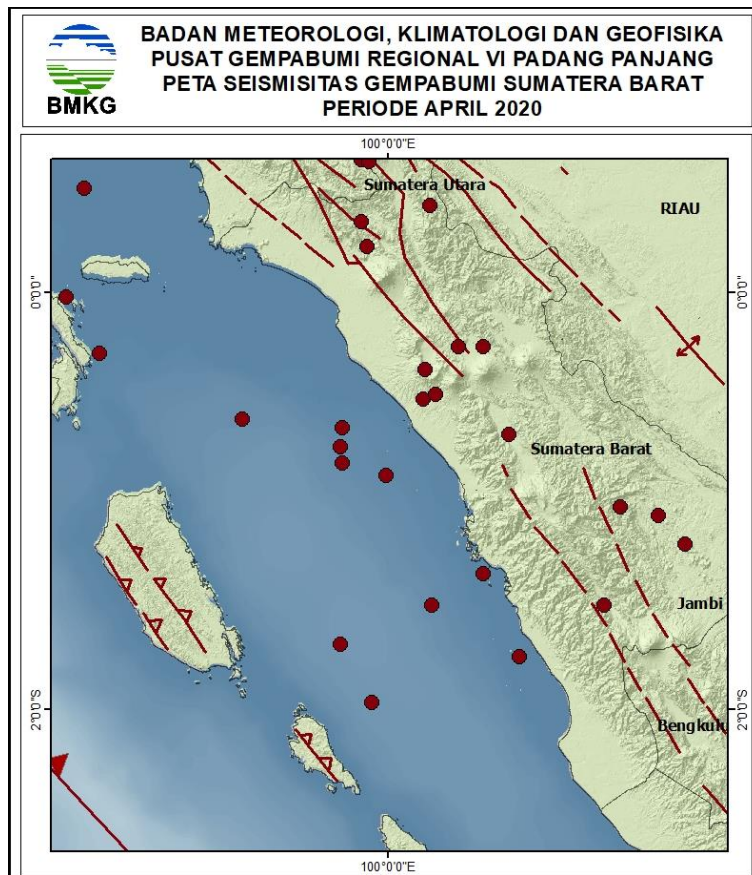 BADAN METEOROLOGI, KLIMATOLOGI DAN GEOFISIKA
PUSAT GEMPABUMI REGIONAL VI PADANG PANJANG
PETA SEISMISITAS GEMPABUMI SUMATERA BARAT
PERIODE APRIL 2020
BMKG
100°0'0"E
Sumatera Utara
RIAU
0°0'0"
0°0'0"
Sumatera Barat
Jambi
2°0'0"S
2°0'0"S
Bengkulu
100°0'0"E